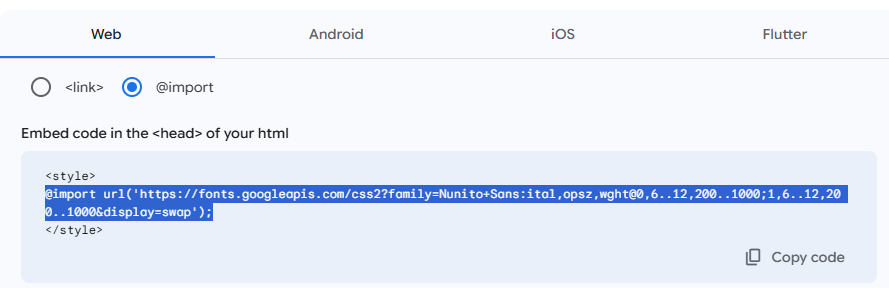 Web Android iOS Flutter
<link> @import
Embed code in the <head> of your html
<style>
@import url('https://fonts.googleapis.com/css2?family=Nunito+Sans:ital,opsz,wght@0,6..12,200..1000;1,6..12,20
0..1000&display=swap');
</style>
Copy code